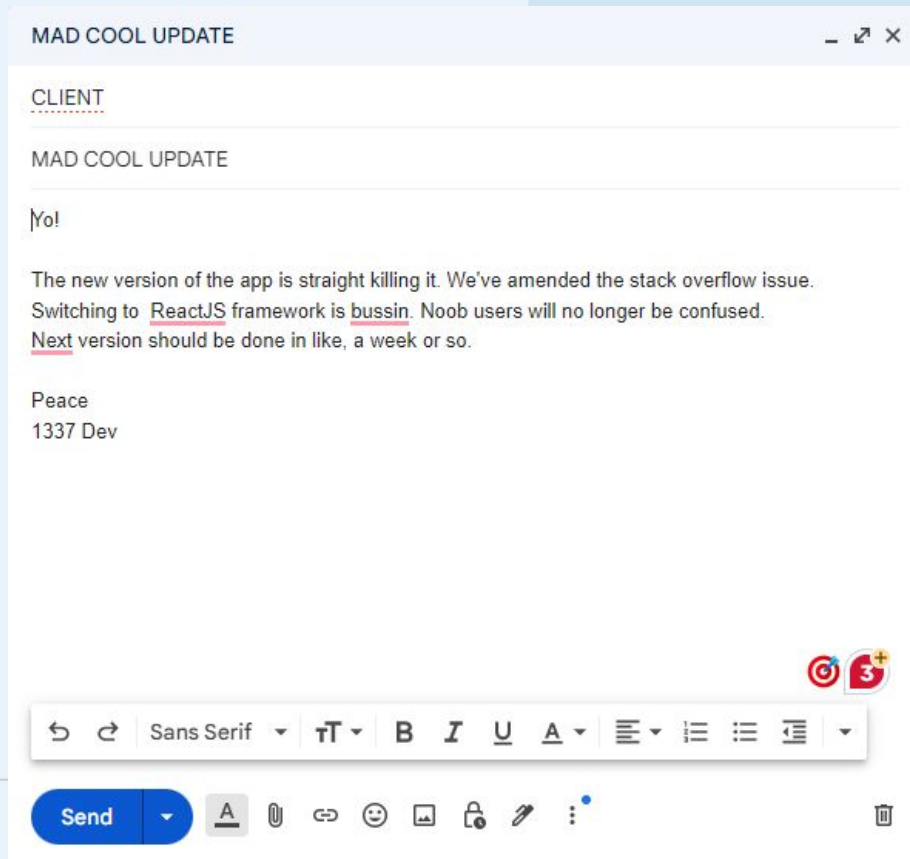 MAD COOL UPDATE
CLIENT
MAD COOL UPDATE
Yo!
The new version of the app is straight killing it. We've amended the stack overflow issue.
Switching to  ReactJS framework is bussin. Noob users will no longer be confused.
Next version should be done in like, a week or so.
Peace
1337 Dev
3
Sans Serif
Send